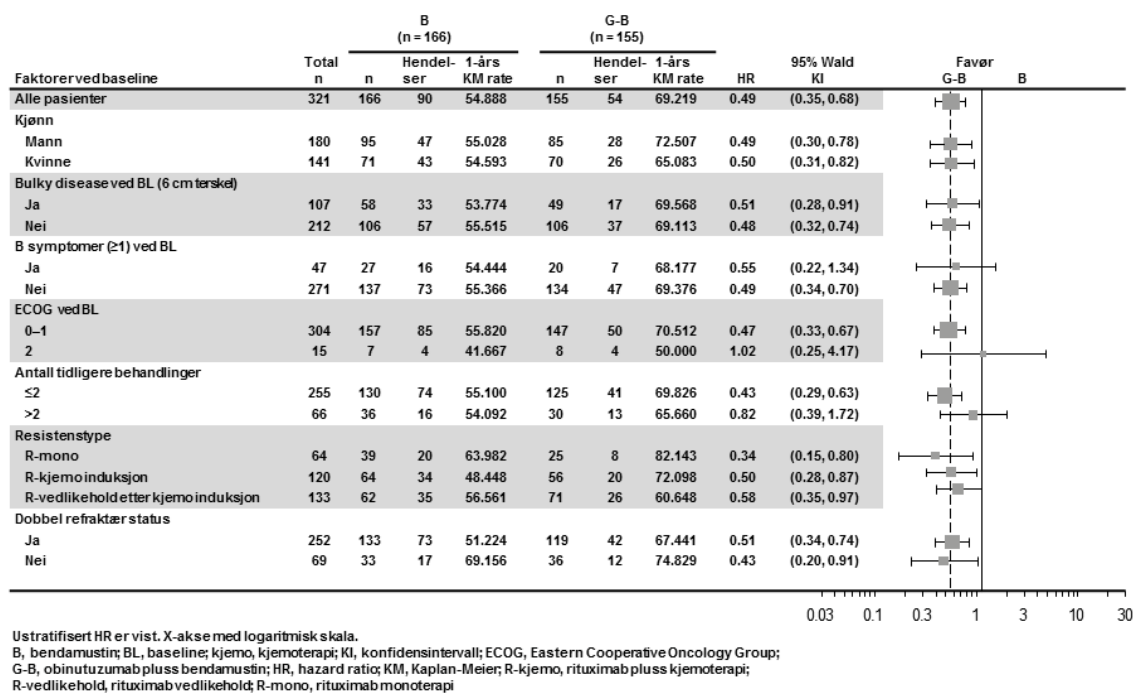 B G-B
(n = 166) (n = 155)
Total Hendel- 1-års Hendel- 1-års 95% Wald Favør
Faktorer ved baseline n n ser KM rate n ser KM rate HR KI G-B B
Alle pasienter 321 166 90 54.888 155 54 69.219 0.49 (0.35, 0.68)
Kjønn
Mann 180 95 47 55.028 85 28 72.507 0.49 (0.30, 0.78)
Kvinne 141 71 43 54.593 70 26 65.083 0.50 (0.31, 0.82)
Bulky disease ved BL (6 cm terskel)
Ja 107 58 33 53.774 49 17 69.568 0.51 (0.28, 0.91)
Nei 212 106 57 55.515 106 37 69.113 0.48 (0.32, 0.74)
B symptomer (≥1) ved BL
Ja 47 27 16 54.444 20 7 68.177 0.55 (0.22, 1.34)
Nei 271 137 73 55.366 134 47 69.376 0.49 (0.34, 0.70)
ECOG ved BL
0–1 304 157 85 55.820 147 50 70.512 0.47 (0.33, 0.67)
2 15 7 4 41.667 8 4 50.000 1.02 (0.25, 4.17)
Antall tidligere behandlinger
≤2 255 130 74 55.100 125 41 69.826 0.43 (0.29, 0.63)
>2 66 36 16 54.092 30 13 65.660 0.82 (0.39, 1.72)
Resistenstype
R-mono 64 39 20 63.982 25 8 82.143 0.34 (0.15, 0.80)
R-kjemo induksjon 120 64 34 48.448 56 20 72.098 0.50 (0.28, 0.87)
R-vedlikehold etter kjemo induksjon 133 62 35 56.561 71 26 60.648 0.58 (0.35, 0.97)
Dobbel refraktær status
Ja 252 133 73 51.224 119 42 67.441 0.51 (0.34, 0.74)
Nei 69 33 17 69.156 36 12 74.829 0.43 (0.20, 0.91)
0.03 0.1 0.3 1 3 10 30
Ustratifisert HR er vist. X-akse med logaritmisk skala.
B, bendamustin; BL, baseline; kjemo, kjemoterapi; KI, konfidensintervall; ECOG, Eastern Cooperative Oncology Group;
G-B, obinutuzumab pluss bendamustin; HR, hazard ratio; KM, Kaplan-Meier; R-kjemo, rituximab pluss kjemoterapi;
R-vedlikehold, rituximab vedlikehold; R-mono, rituximab monoterapi